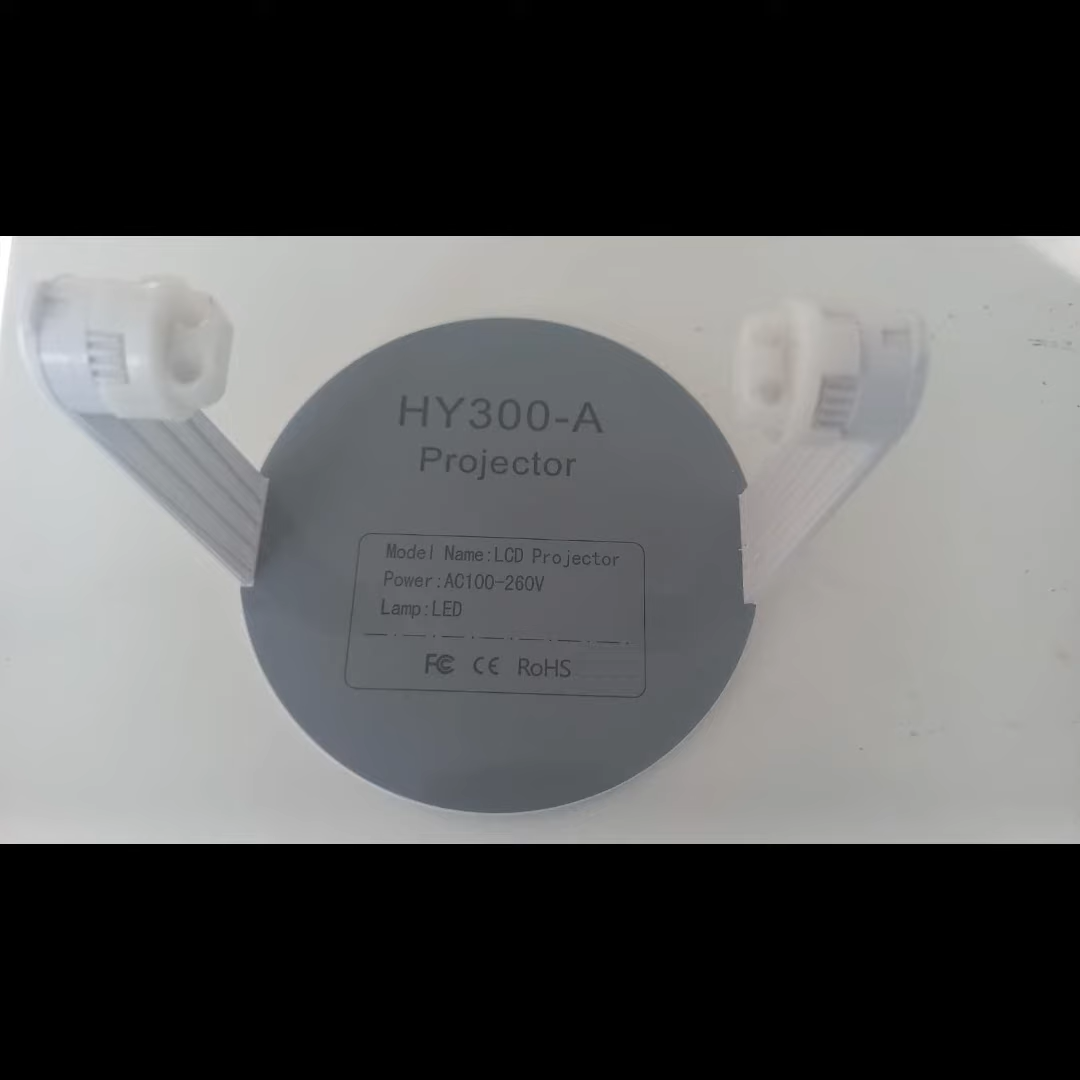 HY300-A
Projector
Model Name:LCD Projector
Power:AC100-260V
Lamp:LED
FC CE RoHS